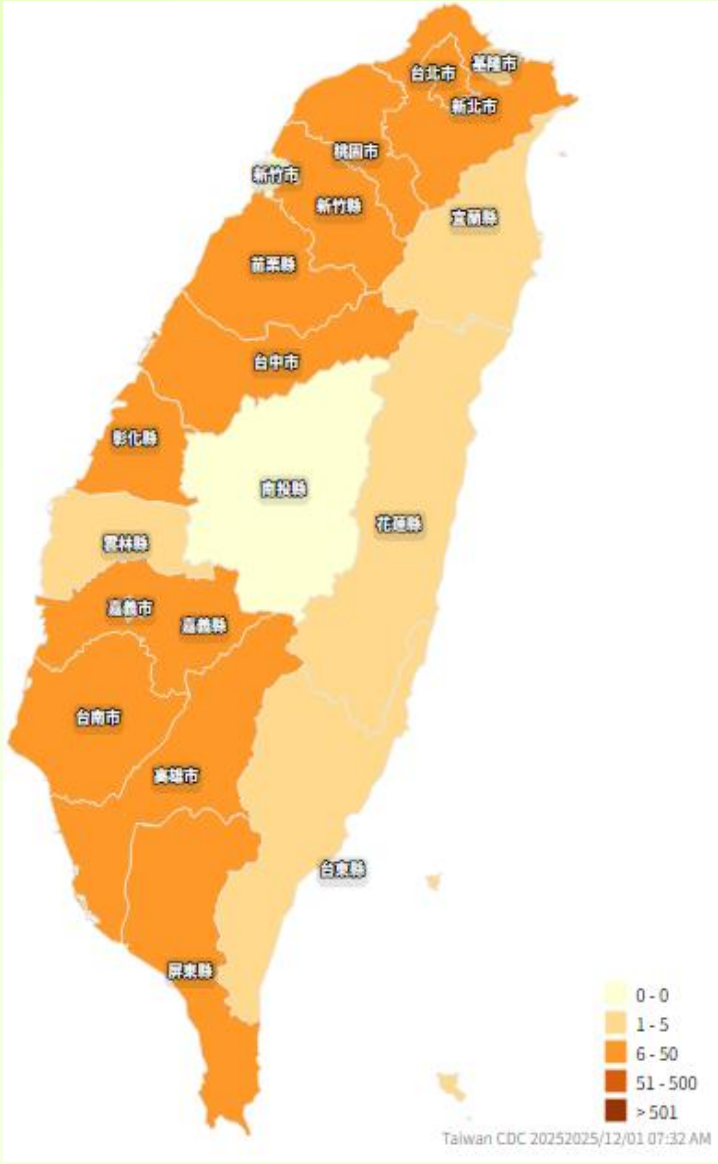 基隆市
台北市
新北市
桃園市
新竹市
新竹縣
宜蘭縣
苗栗縣
台中市
彰化縣
南投縣
花蓮縣
雲林縣
嘉義市
嘉義縣
台南市
高雄市
台東縣
屏東縣
0 - 0
1 - 5
6 - 50
51 - 500
> 501
Taiwan CDC 20252025/12/01 07:32 AM